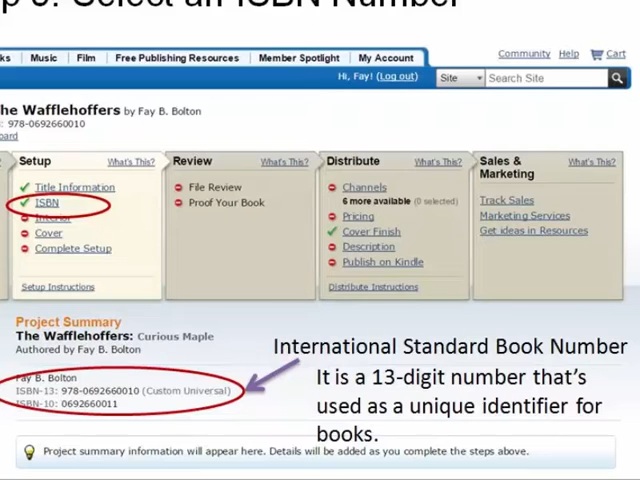 p 5: Select an ISBN Number
ks Music Film Free Publishing Resources Member Spotlight My Account
Community Help Cart
Hi, Fay! (Log out) Site Search Site
he Wafflehoffers by Fay B. Bolton
: 978-0692660010
oard
Setup What's This?
Title Information
ISBN
Interior
Cover
Complete Setup
Setup Instructions
Review What's This?
File Review
Proof Your Book
Distribute What's This?
Channels
6 more available (0 selected)
Pricing
Cover Finish
Description
Publish on Kindle
Distribute Instructions
Sales &
Marketing What's This?
Track Sales
Marketing Services
Get ideas in Resources
Project Summary
The Wafflehoffers: Curious Maple
Authored by Fay B. Bolton
Fay B. Bolton
ISBN-13: 978-0692660010 (Custom Universal)
ISBN-10: 0692660011
International Standard Book Number
It is a 13-digit number that's
used as a unique identifier for
books.
Project summary information will appear here. Details will be added as you complete the steps above.